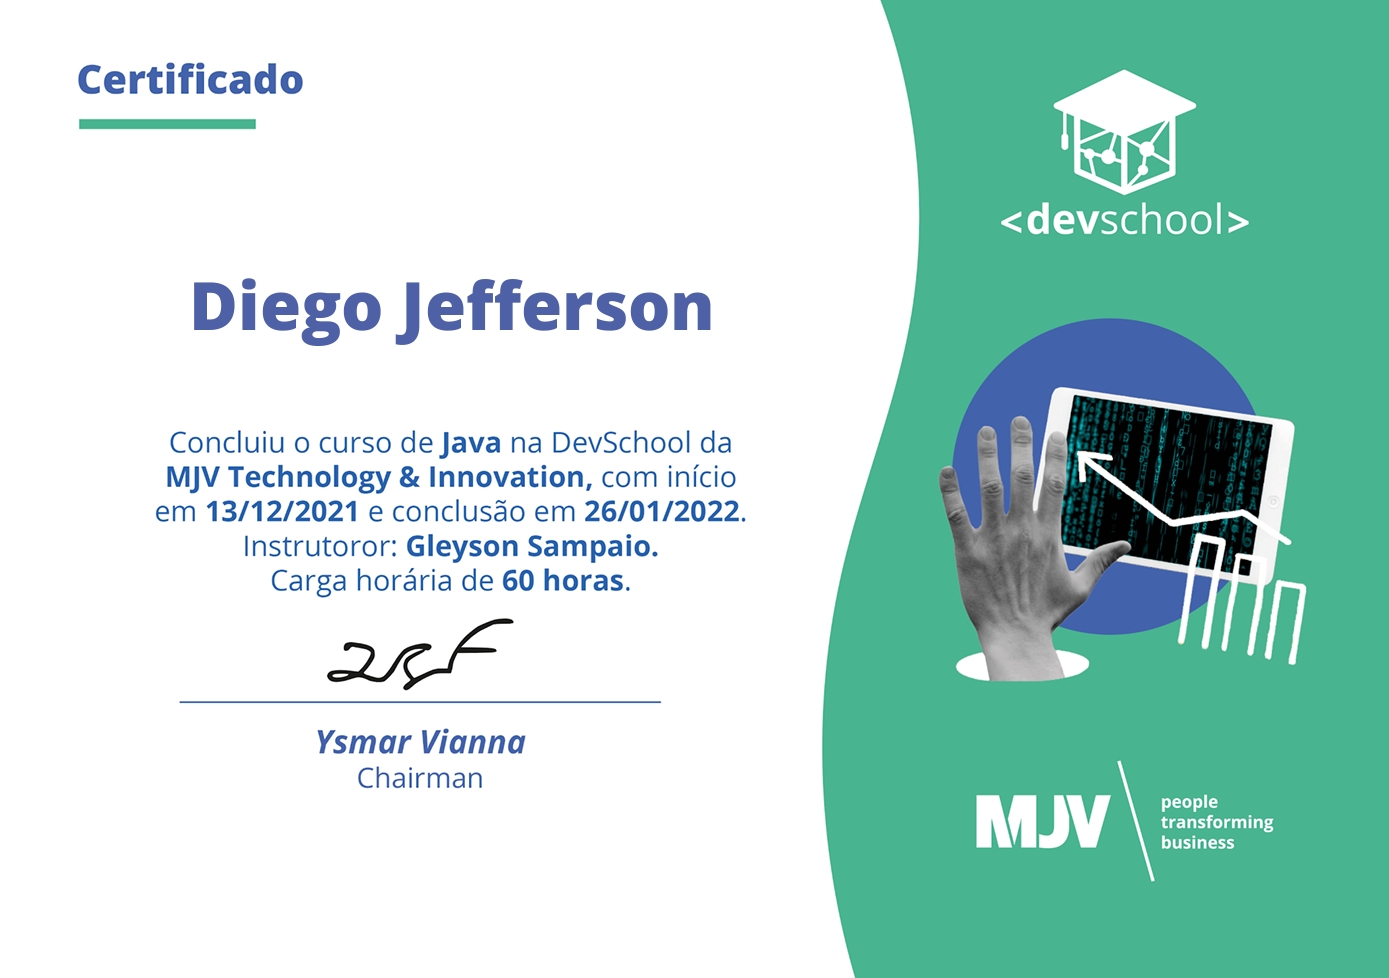 Certificado
Diego Jefferson
Concluiu o curso de Java na DevSchool da
MJV Technology & Innovation, com início
em 13/12/2021 e conclusão em 26/01/2022.
Instrutoror: Gleyson Sampaio.
Carga horária de 60 horas.
Ysmar Vianna
Chairman
<devschool>
MJV
people
transforming
business